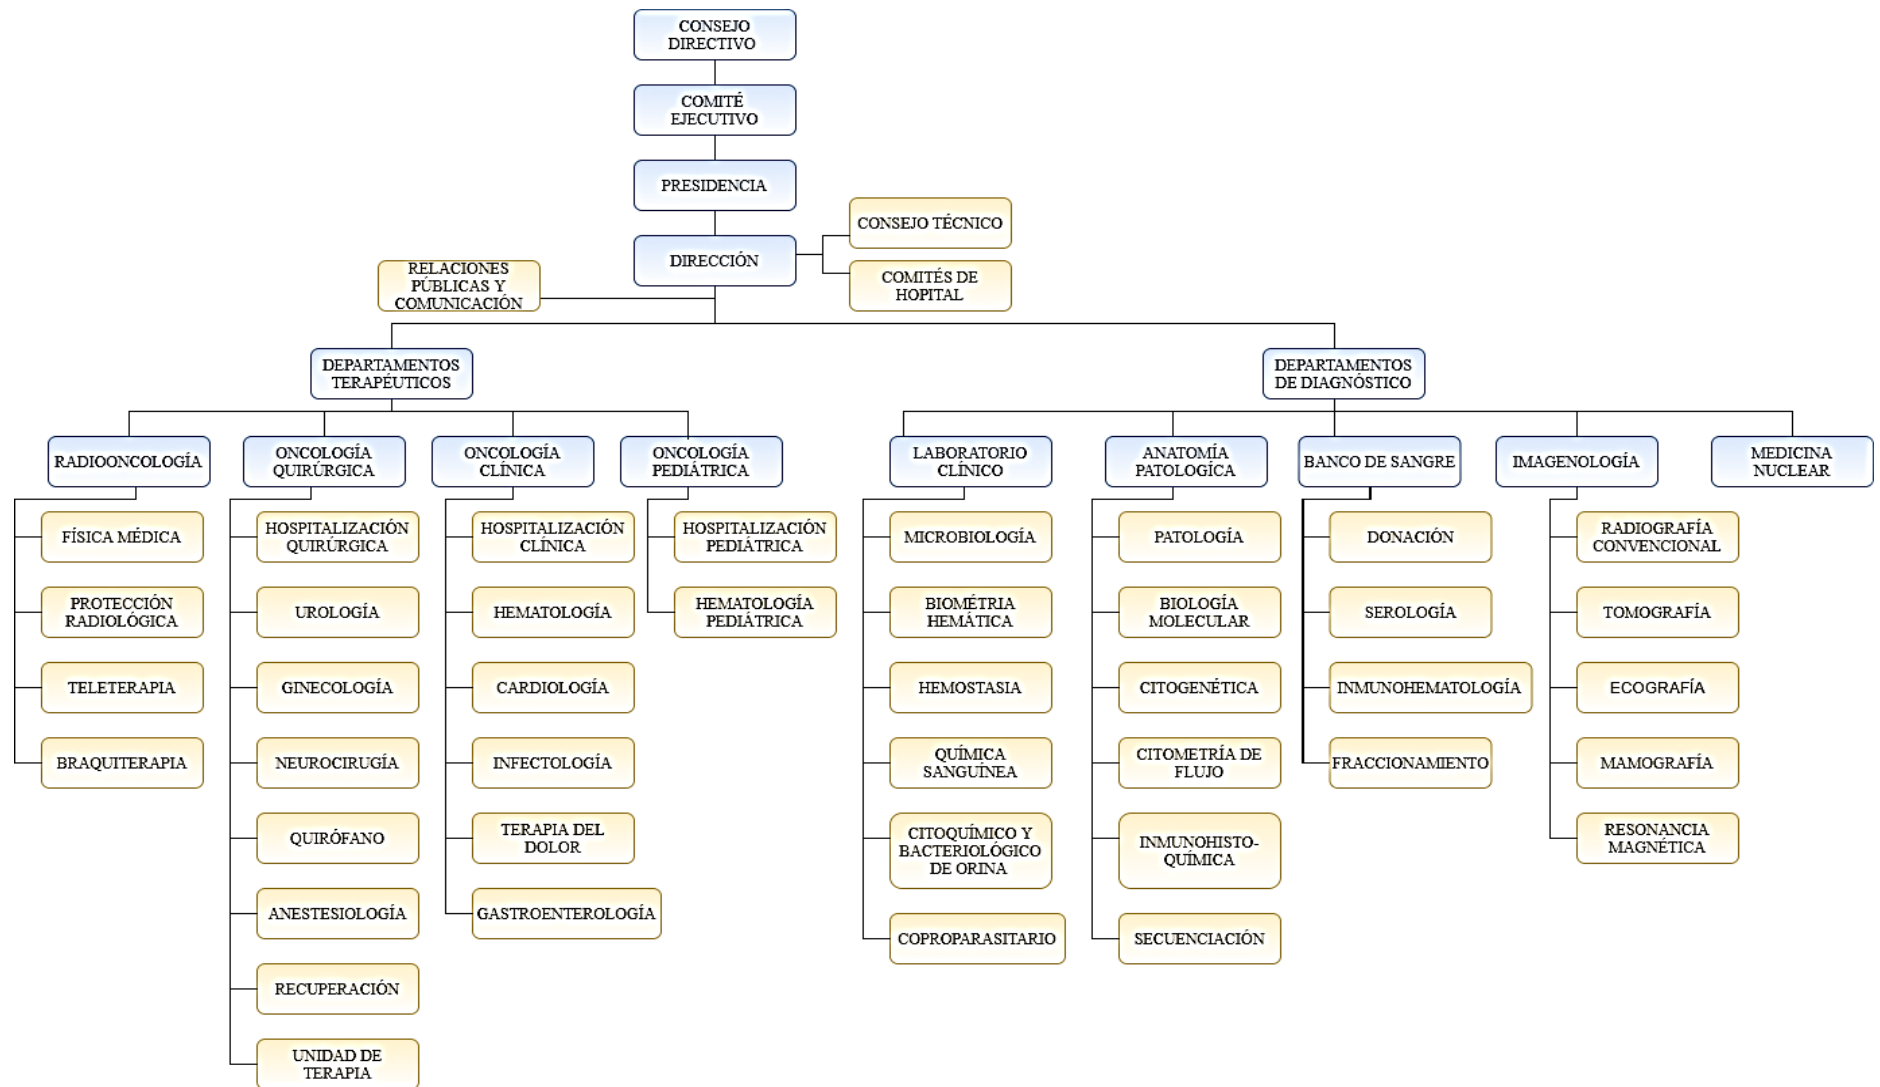 CONSEJO
DIRECTIVO
COMITÉ
EJECUTIVO
PRESIDENCIA
CONSEJO TÉCNICO
DIRECCIÓN
COMITÉS DE
HOPITAL
RELACIONES
PÚBLICAS Y
COMUNICACIÓN
DEPARTAMENTOS
TERAPÉUTICOS
DEPARTAMENTOS
DE DIAGNÓSTICO
RADIOONCOLOGÍA
FÍSICA MÉDICA
PROTECCIÓN
RADIOLÓGICA
TELETERAPIA
BRAQUITERAPIA
ONCOLOGÍA
QUIRÚRGICA
HOSPITALIZACIÓN
QUIRÚRGICA
UROLOGÍA
GINECOLOGÍA
NEUROCIRUGÍA
QUIRÓFANO
ANESTESIOLOGÍA
RECUPERACIÓN
UNIDAD DE
TERAPIA
ONCOLOGÍA
CLÍNICA
HOSPITALIZACIÓN
CLÍNICA
HEMATOLOGÍA
CARDIOLOGÍA
INFECTOLOGÍA
TERAPIA DEL
DOLOR
GASTROENTEROLOGÍA
ONCOLOGÍA
PEDIÁTRICA
HOSPITALIZACIÓN
PEDIÁTRICA
HEMATOLOGÍA
PEDIÁTRICA
LABORATORIO
CLÍNICO
MICROBIOLOGÍA
BIOMÉTRIA
HEMÁTICA
HEMOSTASIA
QUÍMICA
SANGUÍNEA
CITOQUÍMICO Y
BACTERIOLÓGICO
DE ORINA
COPROPARASITARIO
ANATOMÍA
PATOLOGÍCA
PATOLOGÍA
BIOLOGÍA
MOLECULAR
CITOGENÉTICA
CITOMETRÍA DE
FLUJO
INMUNOHISTO-
QUÍMICA
SECUENCIACIÓN
BANCO DE SANGRE
DONACIÓN
SEROLOGÍA
INMUNOHEMATOLOGÍA
FRACCIONAMIENTO
IMAGENOLOGÍA
RADIOGRAFÍA
CONVENCIONAL
TOMOGRAFÍA
ECOGRAFÍA
MAMOGRAFÍA
RESONANCIA
MAGNÉTICA
MEDICINA
NUCLEAR